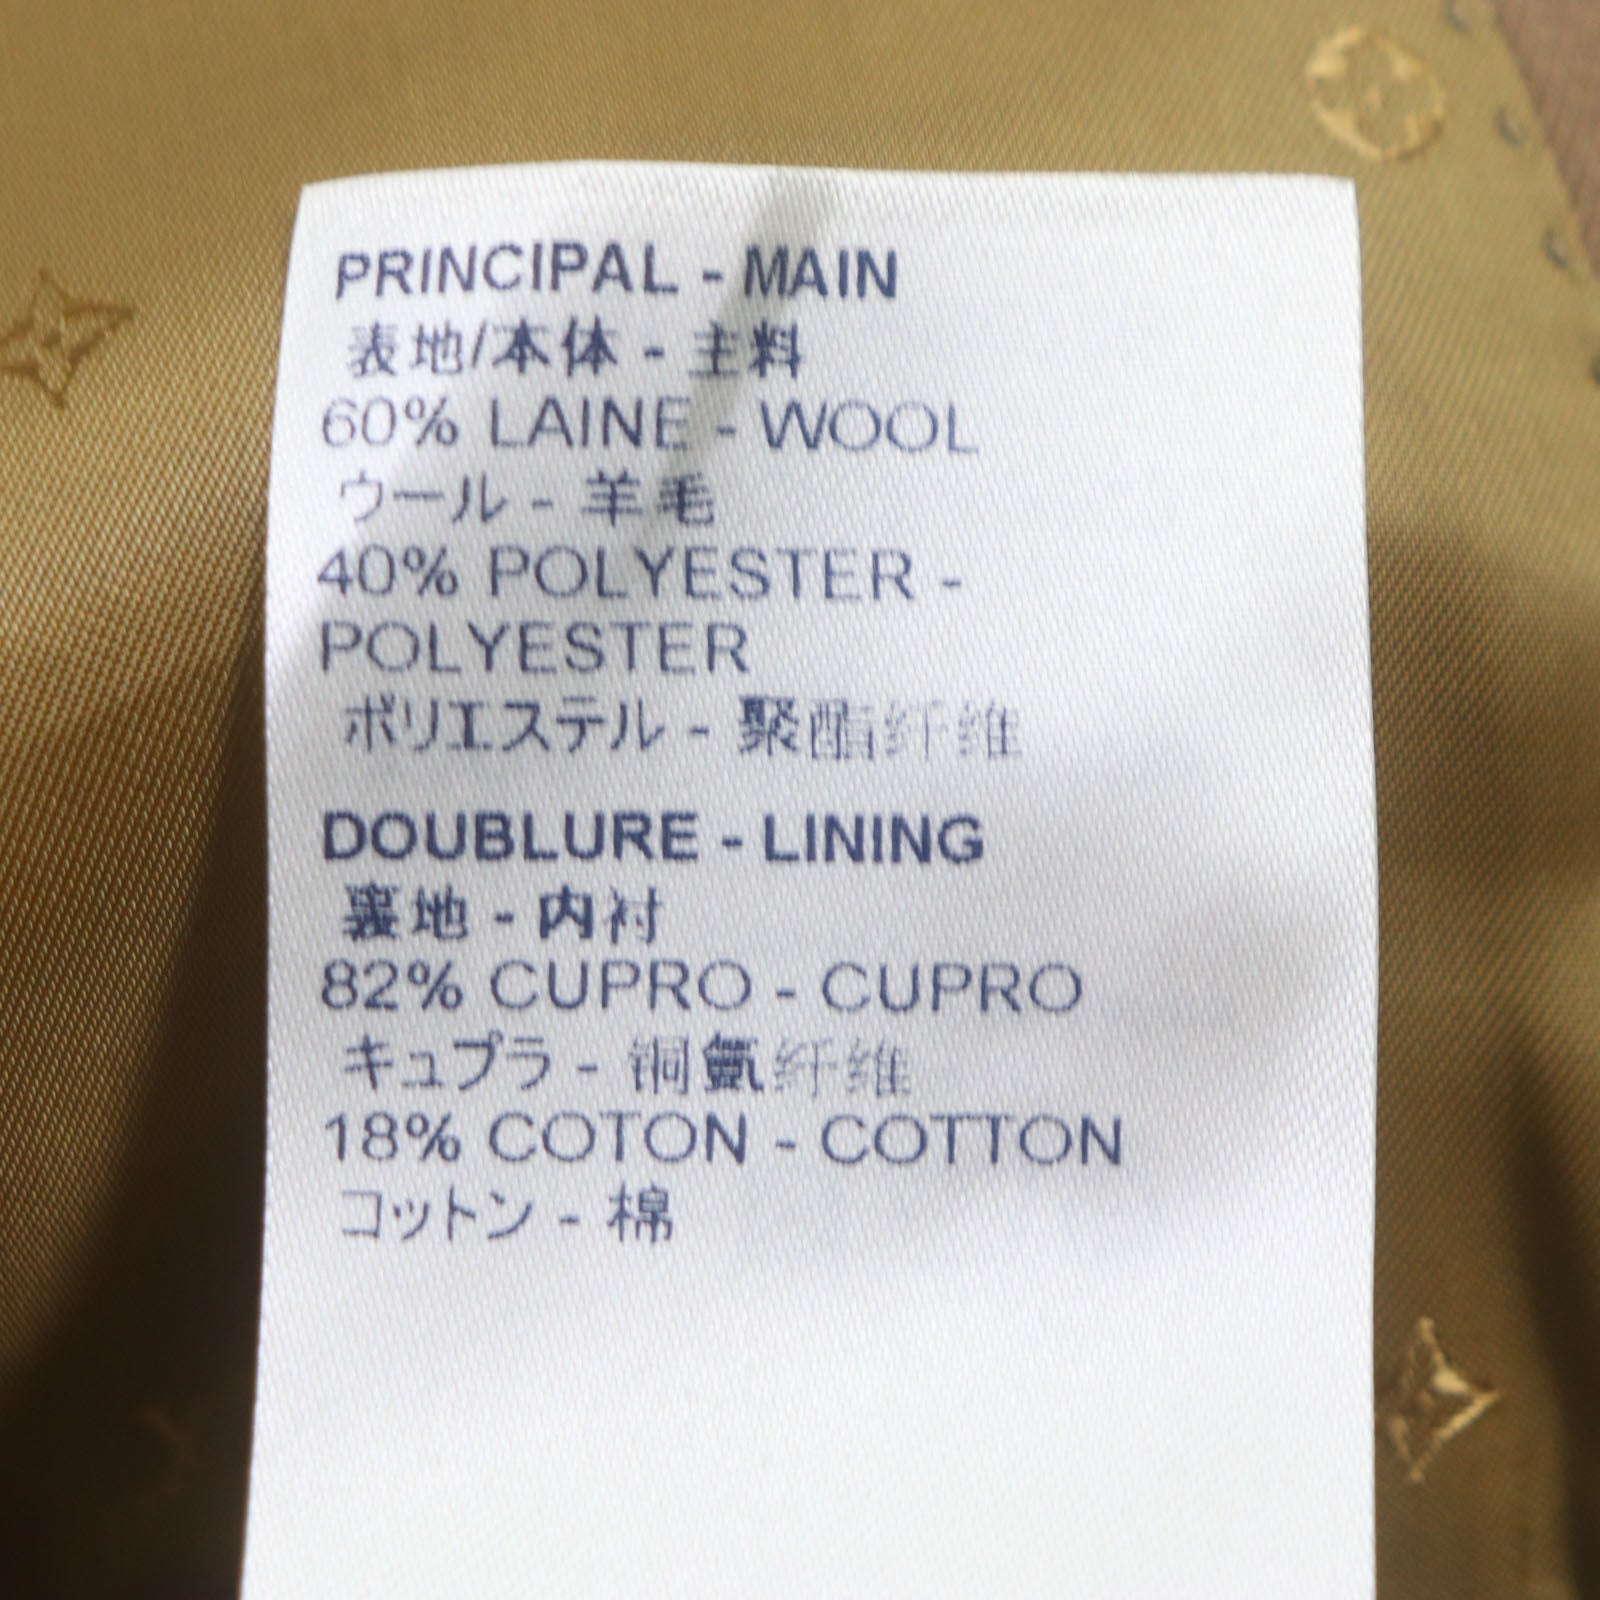 PRINCIPAL - MAIN
表地/本体 - 主料
60% LAINE - WOOL
ウール - 羊毛
40% POLYESTER -
POLYESTER
ポリエステル - 聚酯纤维
DOUBLURE - LINING
裏地 - 内衬
82% CUPRO - CUPRO
キュプラ - 铜氨纤维
18% COTON - COTTON
コットン - 棉